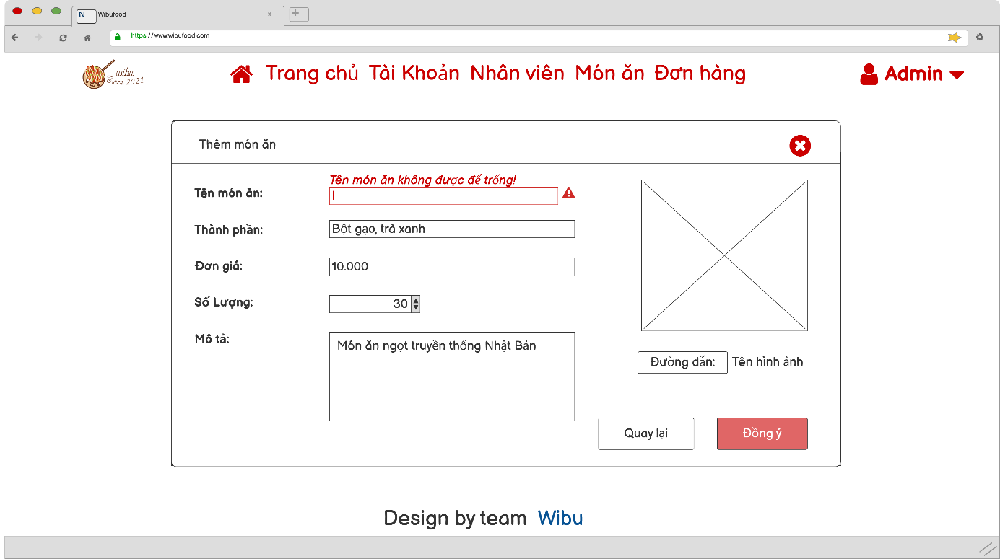 N Wibufood x
https://www.wibufood.com
wibu
Since 2021
Trang chủ Tài Khoản Nhân viên Món ăn Đơn hàng Admin
Thêm món ăn
Tên món ăn không được để trống!
Tên món ăn:
Thành phần: Bột gạo, trà xanh
Đơn giá: 10.000
Số Lượng: 30
Mô tả: Món ăn ngọt truyền thống Nhật Bản
Đường dẫn: Tên hình ảnh
Quay lại Đồng ý
Design by team Wibu